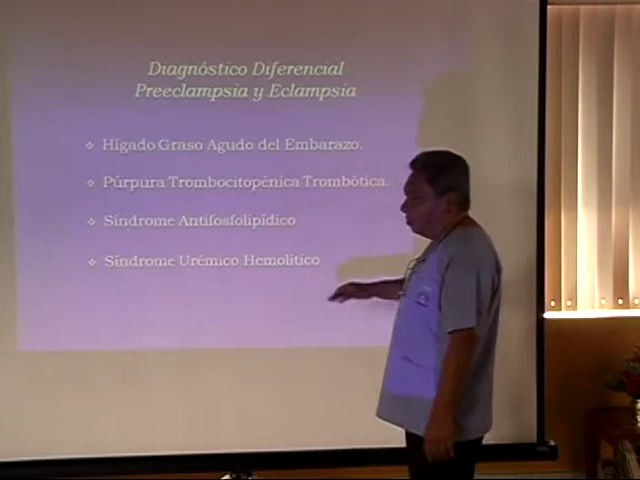 Diagnóstico Diferencial
Preeclampsia y Eclampsia
Hígado Graso Agudo del Embarazo.
Púrpura Trombocitopénica Trombótica.
Síndrome Antifosfolipídico
Síndrome Urémico Hemolítico